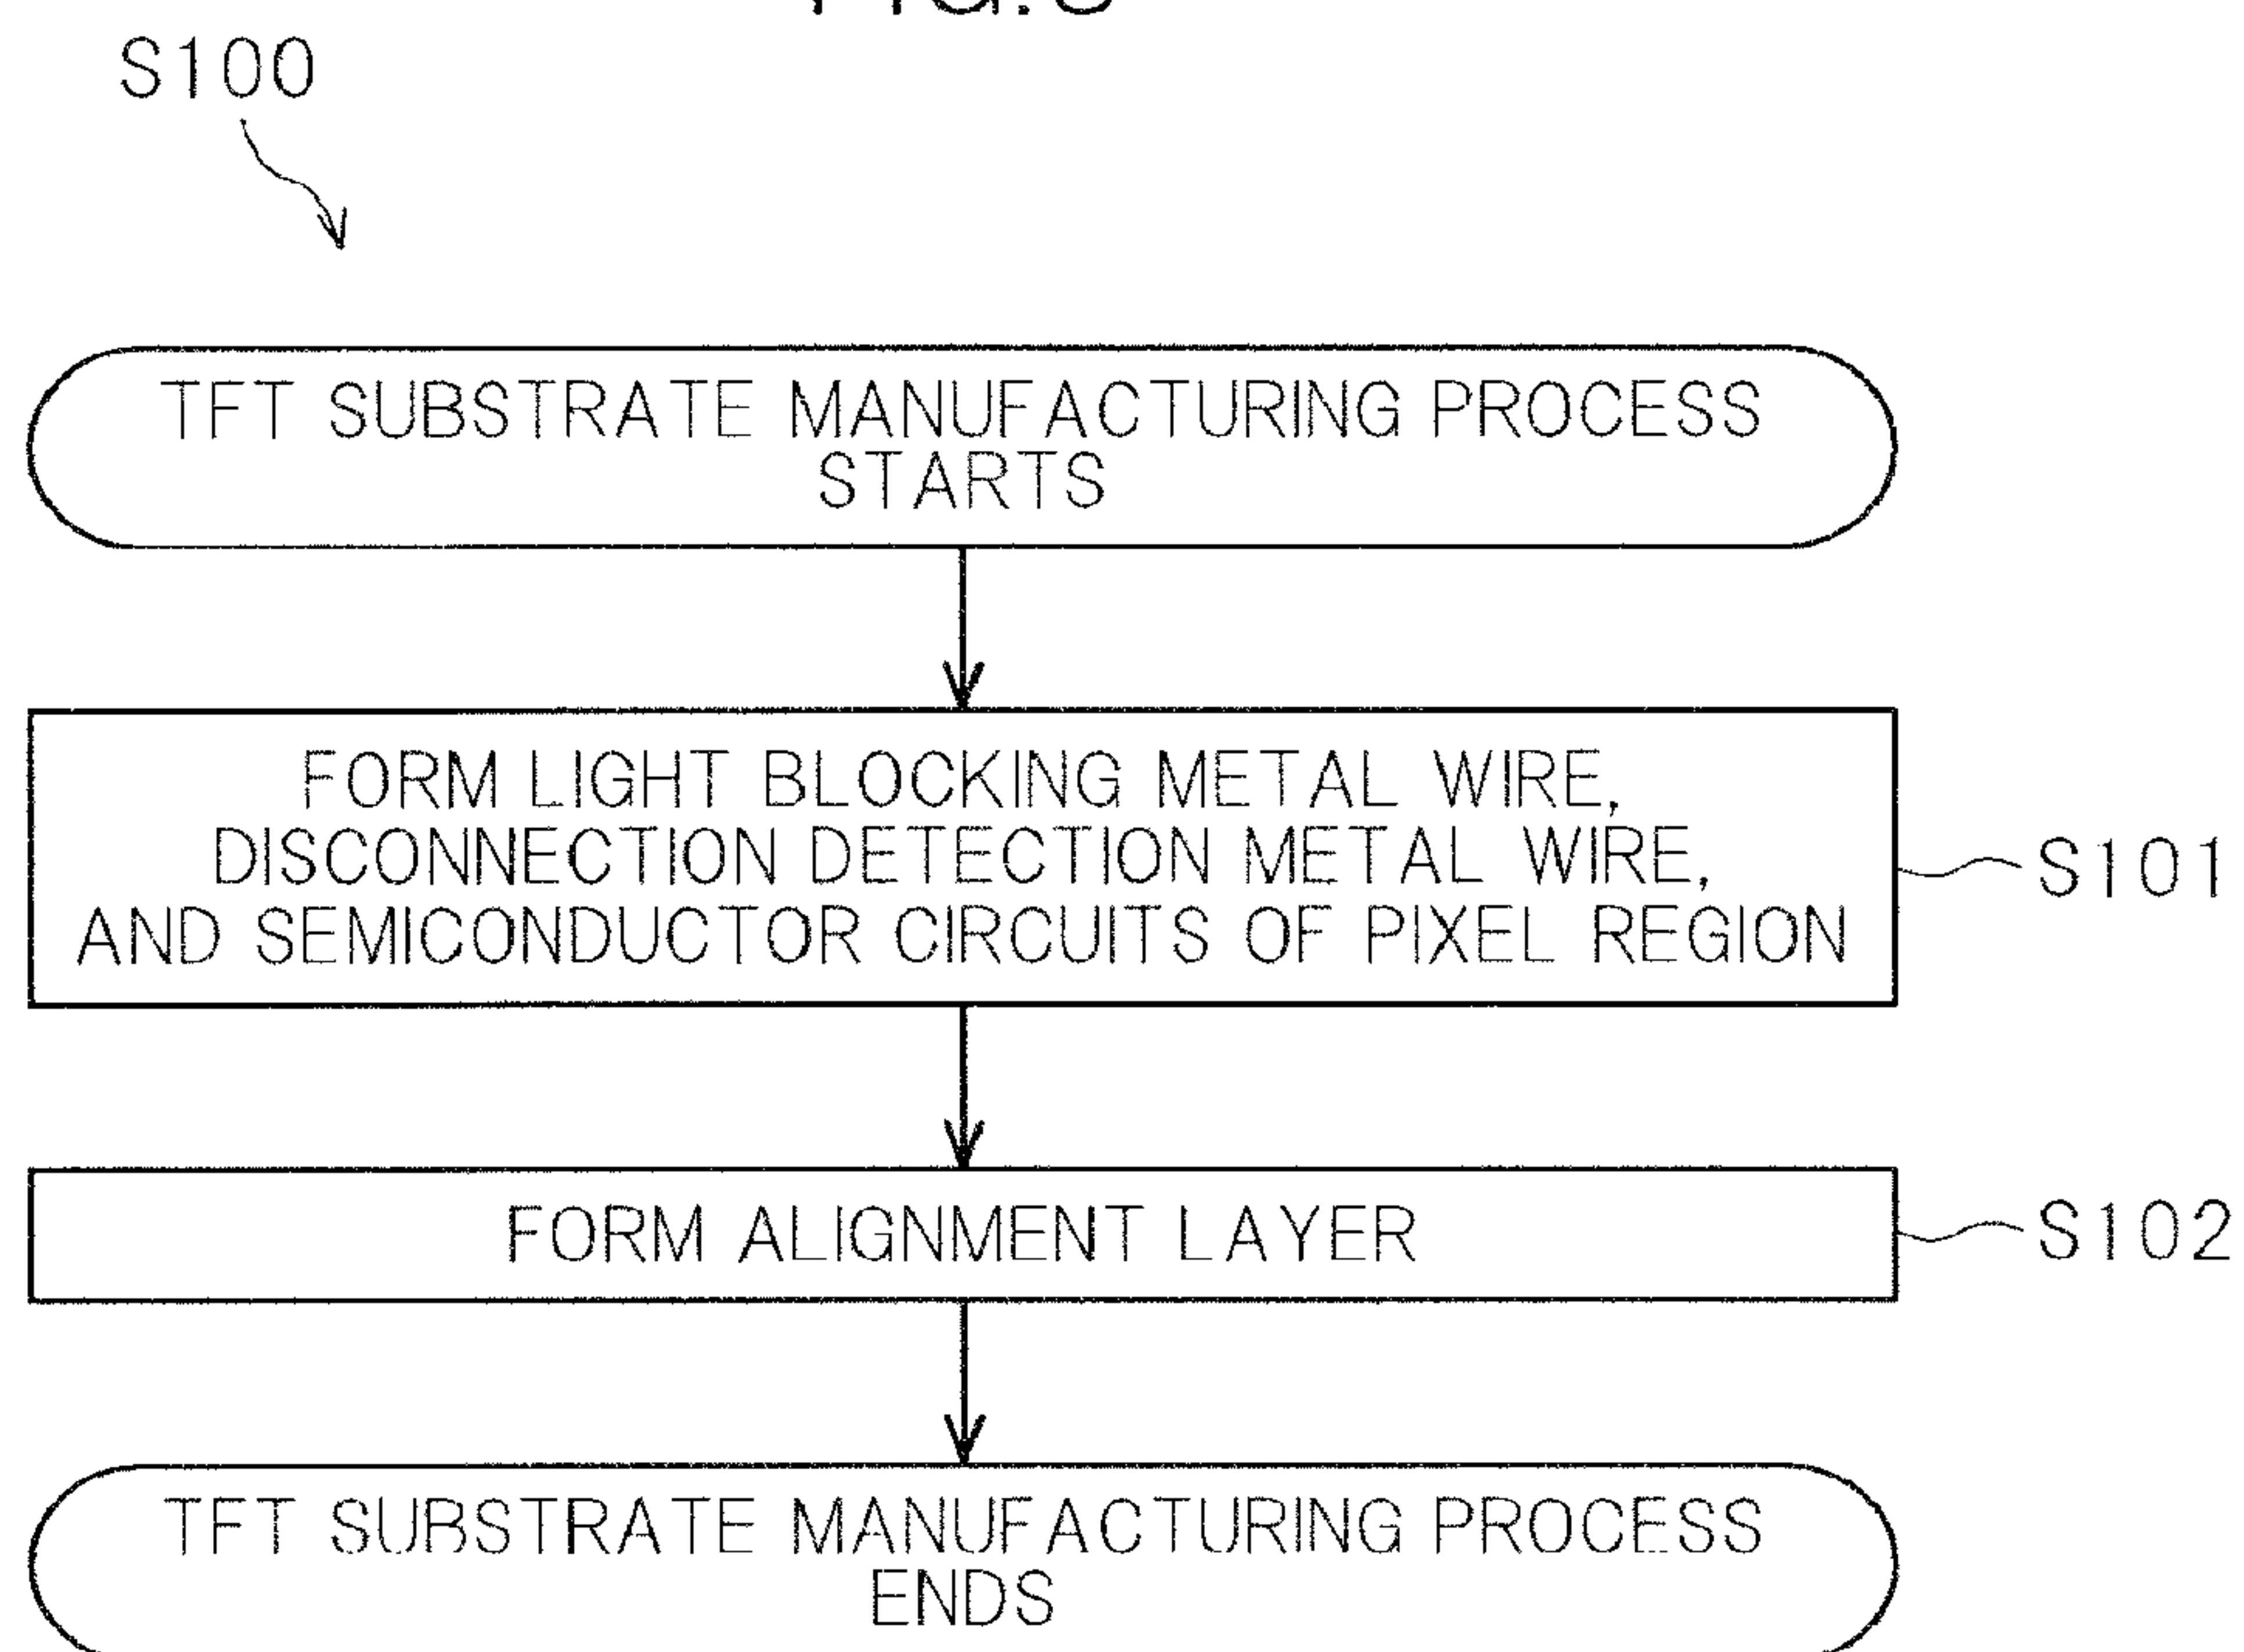 S100
TFT SUBSTRATE MANUFACTURING PROCESS
STARTS
FORM LIGHT BLOCKING METAL WIRE,
DISCONNECTION DETECTION METAL WIRE,
AND SEMICONDUCTOR CIRCUITS OF PIXEL REGION
S101
FORM ALIGNMENT LAYER
S102
TFT SUBSTRATE MANUFACTURING PROCESS
ENDS